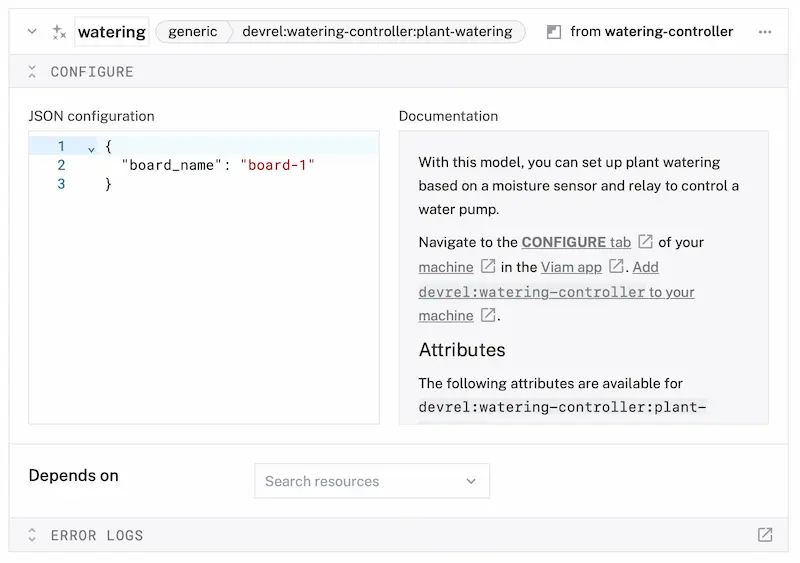 watering generic devrel:watering-controller:plant-watering from watering-controller
CONFIGURE
JSON configuration
1 {
2 "board_name": "board-1"
3 }
Documentation
With this model, you can set up plant watering
based on a moisture sensor and relay to control a
water pump.
Navigate to the CONFIGURE tab of your
machine in the Viam app. Add
devrel:watering-controller to your
machine.
Attributes
The following attributes are available for
devrel:watering-controller:plant-
Depends on
Search resources
ERROR LOGS